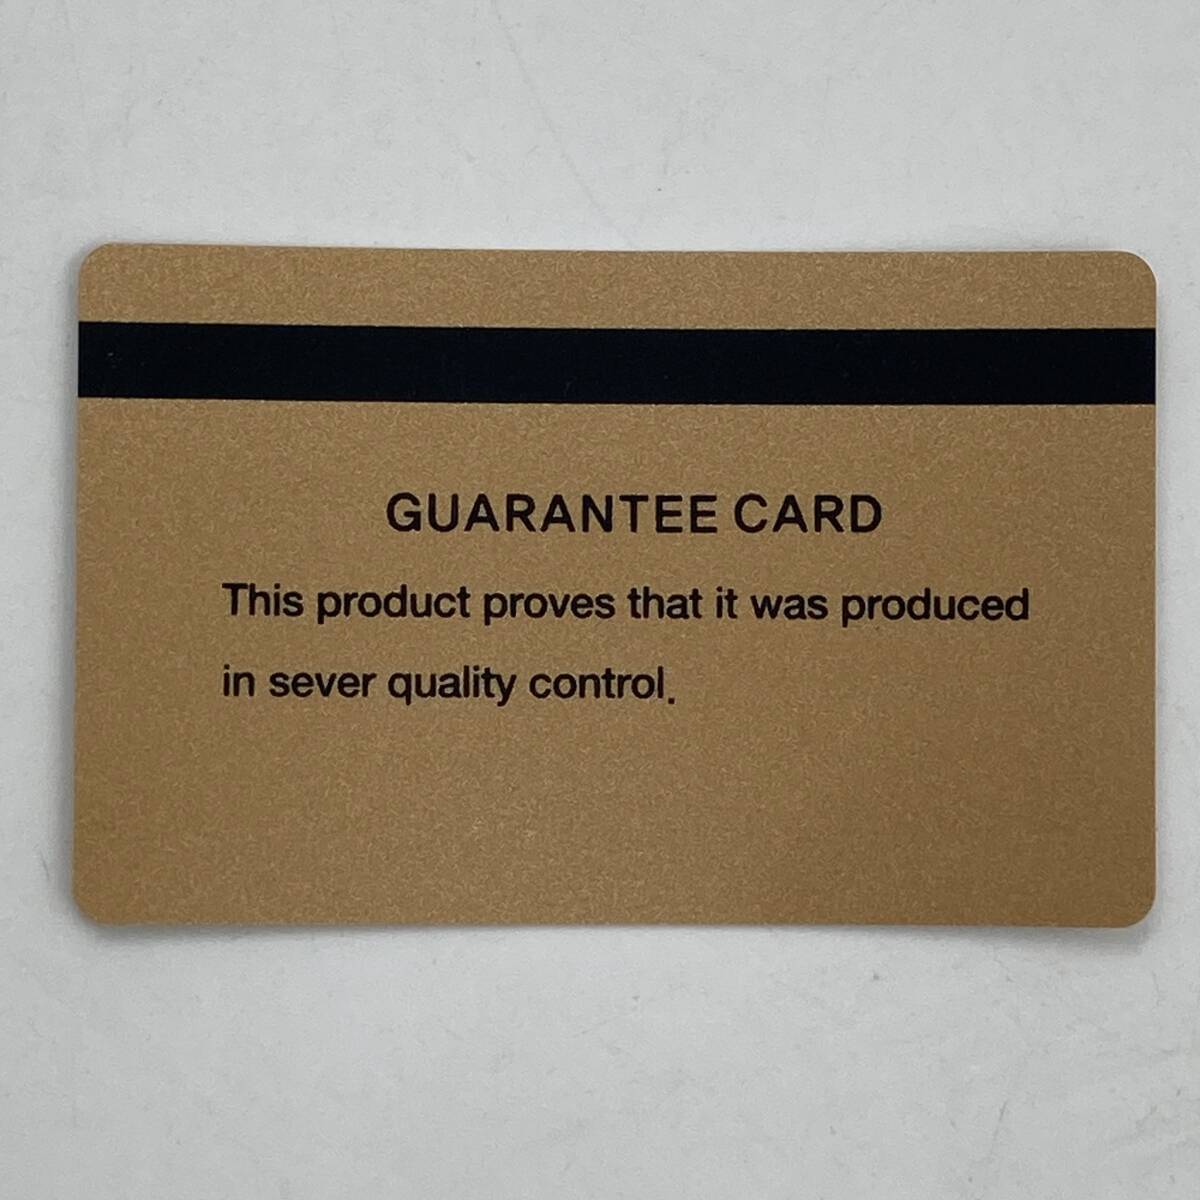 GUARANTEE CARD
This product proves that it was produced
in sever quality control.